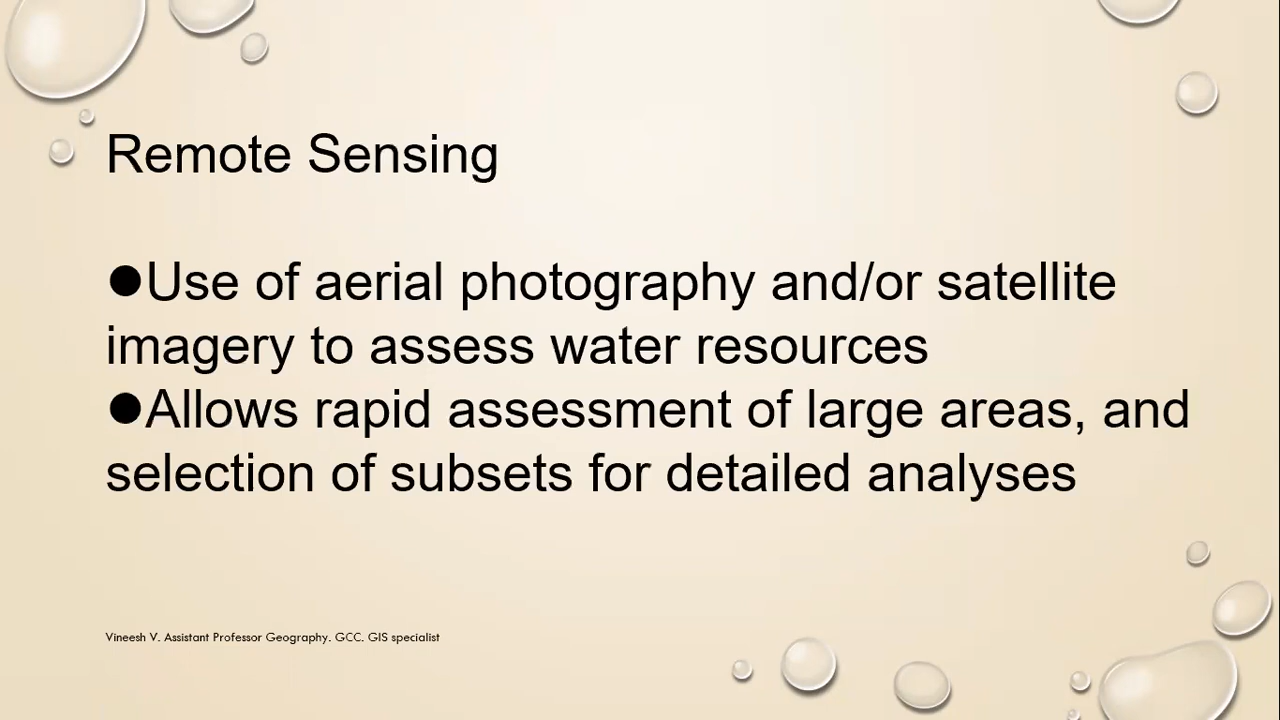 Remote Sensing
●Use of aerial photography and/or satellite
imagery to assess water resources
●Allows rapid assessment of large areas, and
selection of subsets for detailed analyses
Vineesh V. Assistant Professor Geography. GCC. GIS specialist